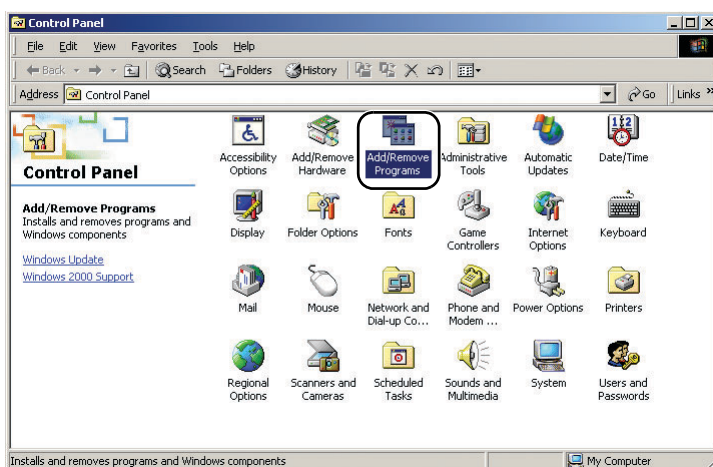 Control Panel
File Edit View Favorites Tools Help
Back Search Folders History
Address Control Panel Go Links »
Control Panel
Add/Remove Programs
Installs and removes programs and
Windows components
Windows Update
Windows 2000 Support
Accessibility Add/Remove Add/Remove Administrative Automatic Date/Time
Options Hardware Programs Tools Updates
12
Display Folder Options Fonts Game Internet Keyboard
Controllers Options
Mail Mouse Network and Phone and Power Options Printers
Dial-up Co... Modem ...
Regional Scanners and Scheduled Sounds and System Users and
Options Cameras Tasks Multimedia Passwords
Installs and removes programs and Windows components My Computer